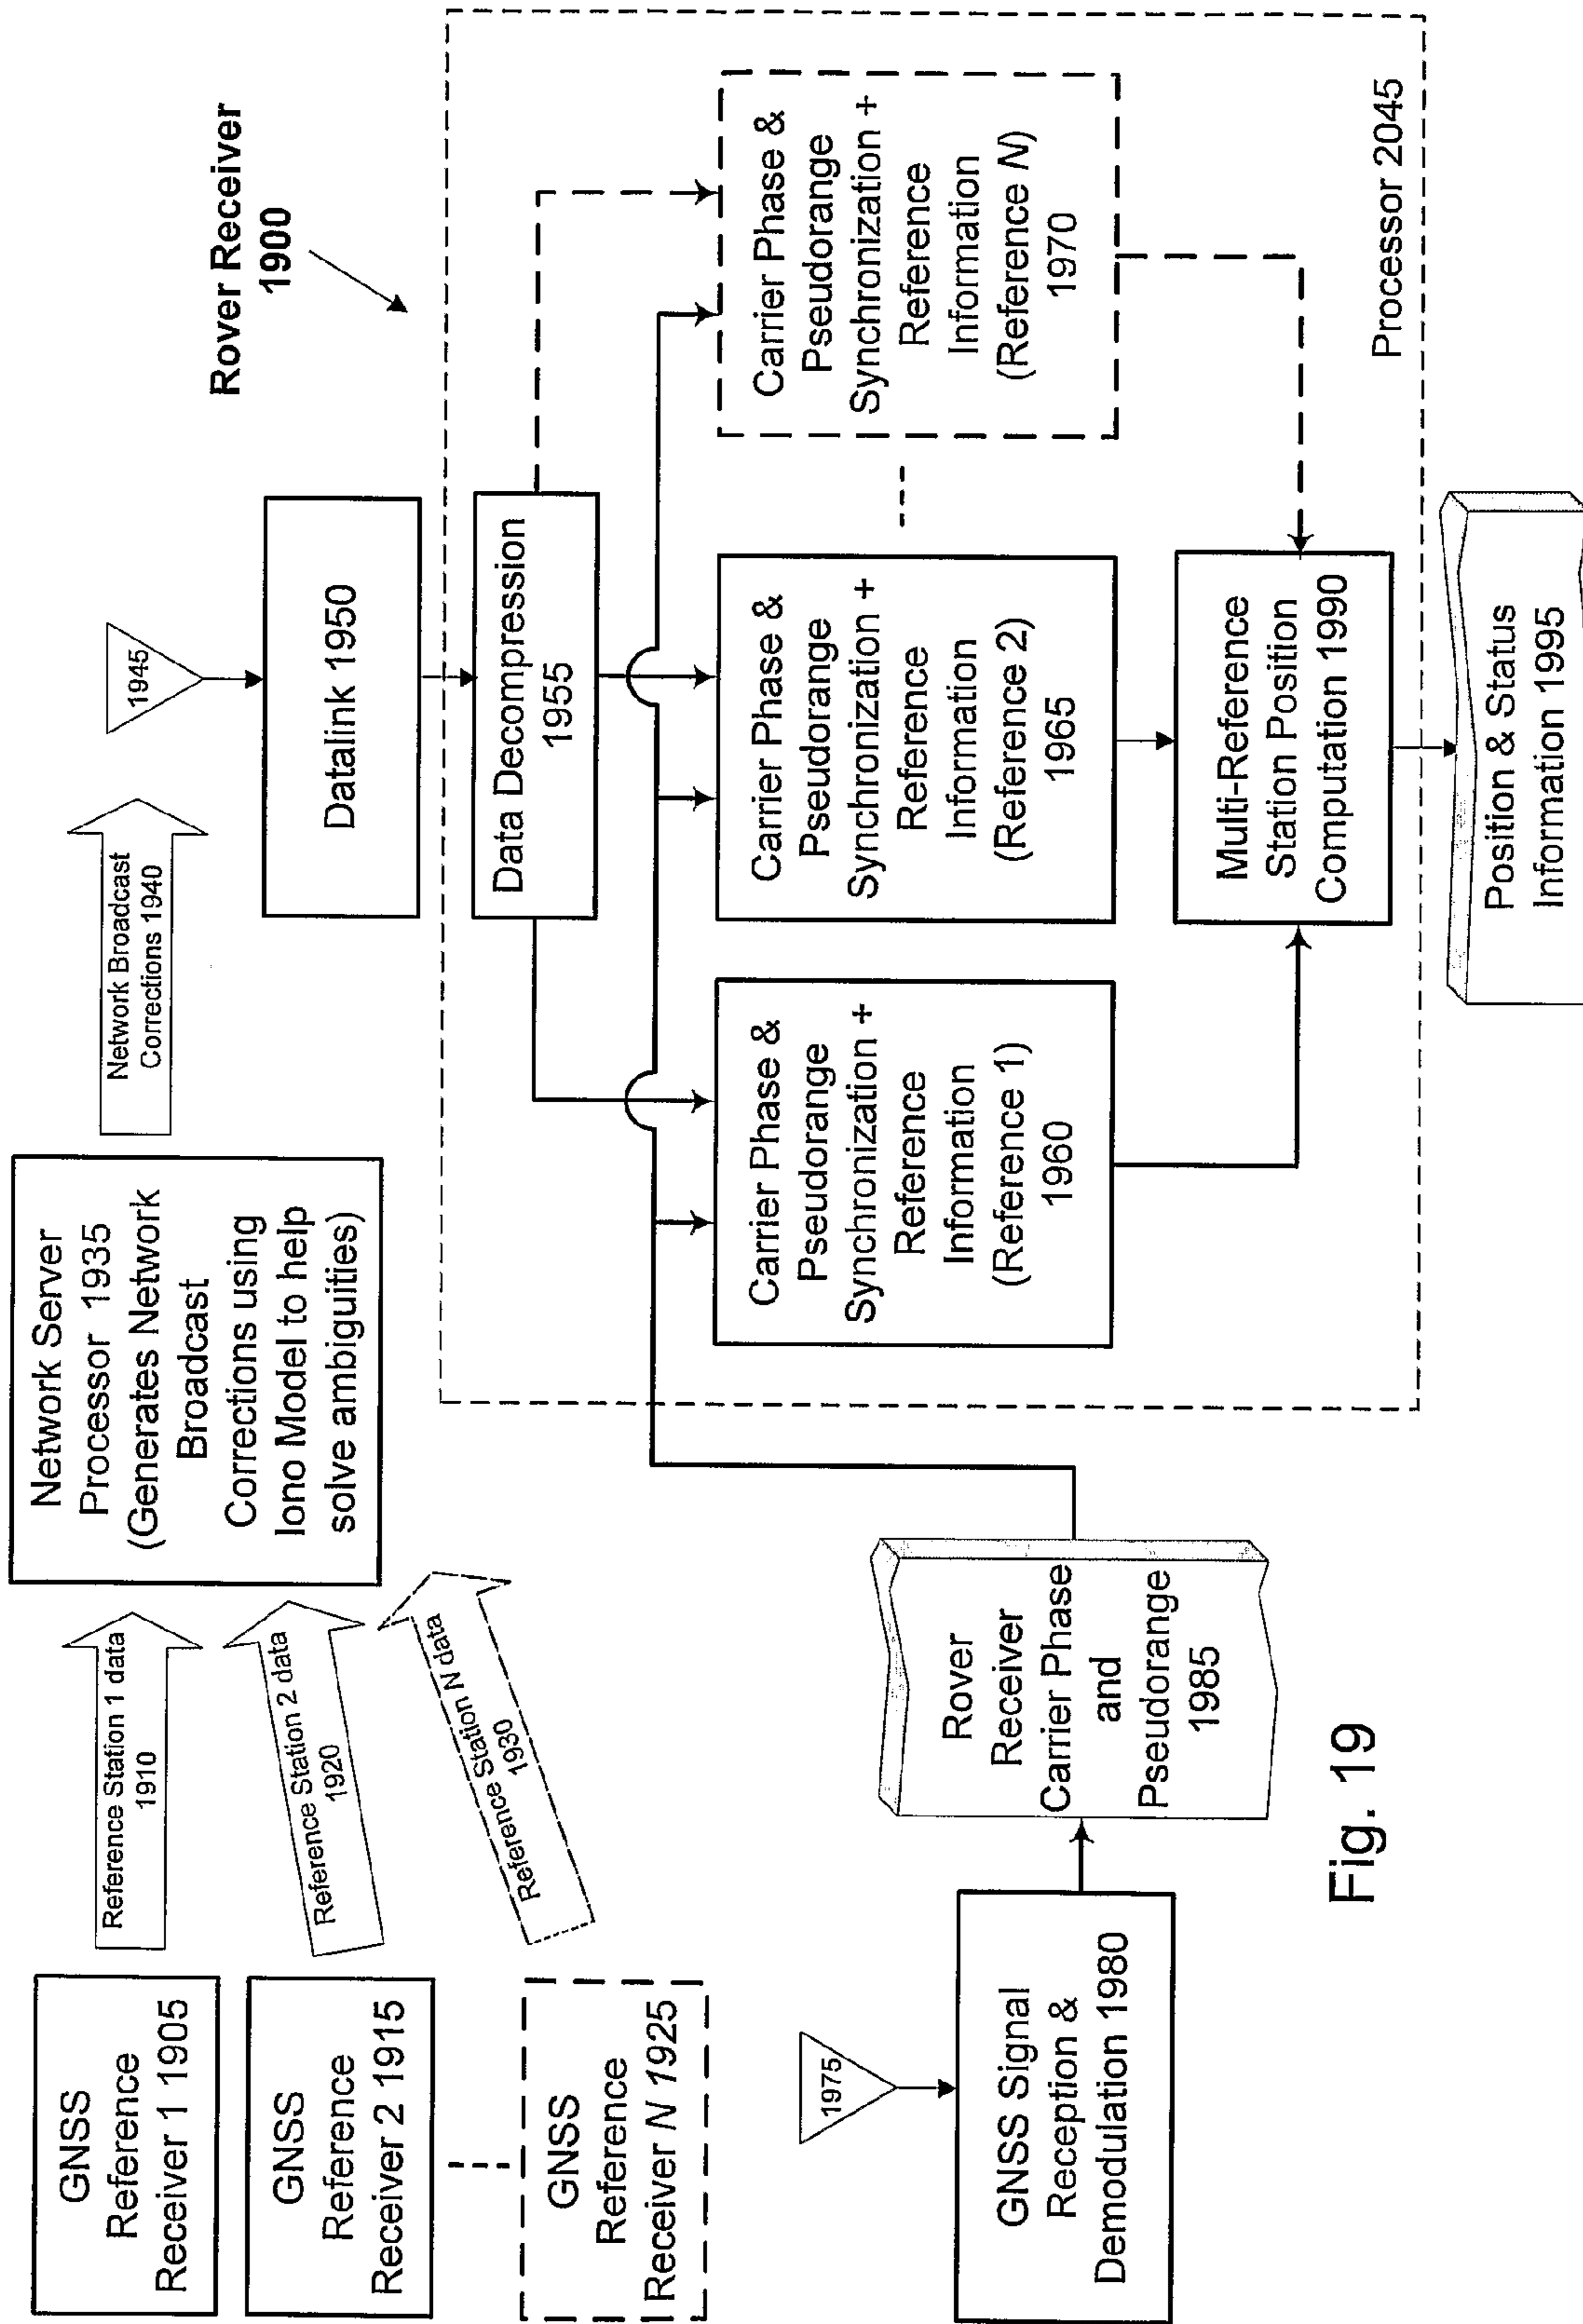 GNSS
Reference
Receiver 1 1905
GNSS
Reference
Receiver 2 1915
GNSS
Reference
Receiver N 1925
Reference Station 1 data
1910
Reference Station 2 data
1920
Reference Station N data
1930
Network Server
Processor 1935
(Generates Network
Broadcast
Corrections using
Iono Model to help
solve ambiguities)
Network Broadcast
Corrections 1940
1945
Datalink 1950
Rover Receiver
1900
Data Decompression
1955
Carrier Phase &
Pseudorange
Synchronization +
Reference
Information
(Reference 1)
1960
Carrier Phase &
Pseudorange
Synchronization +
Reference
Information
(Reference 2)
1965
Carrier Phase &
Pseudorange
Synchronization +
Reference
Information
(Reference N)
1970
1975
GNSS Signal
Reception &
Demodulation 1980
Rover
Receiver
Carrier Phase
and
Pseudorange
1985
Multi-Reference
Station Position
Computation 1990
Processor 2045
Position & Status
Information 1995
Fig. 19